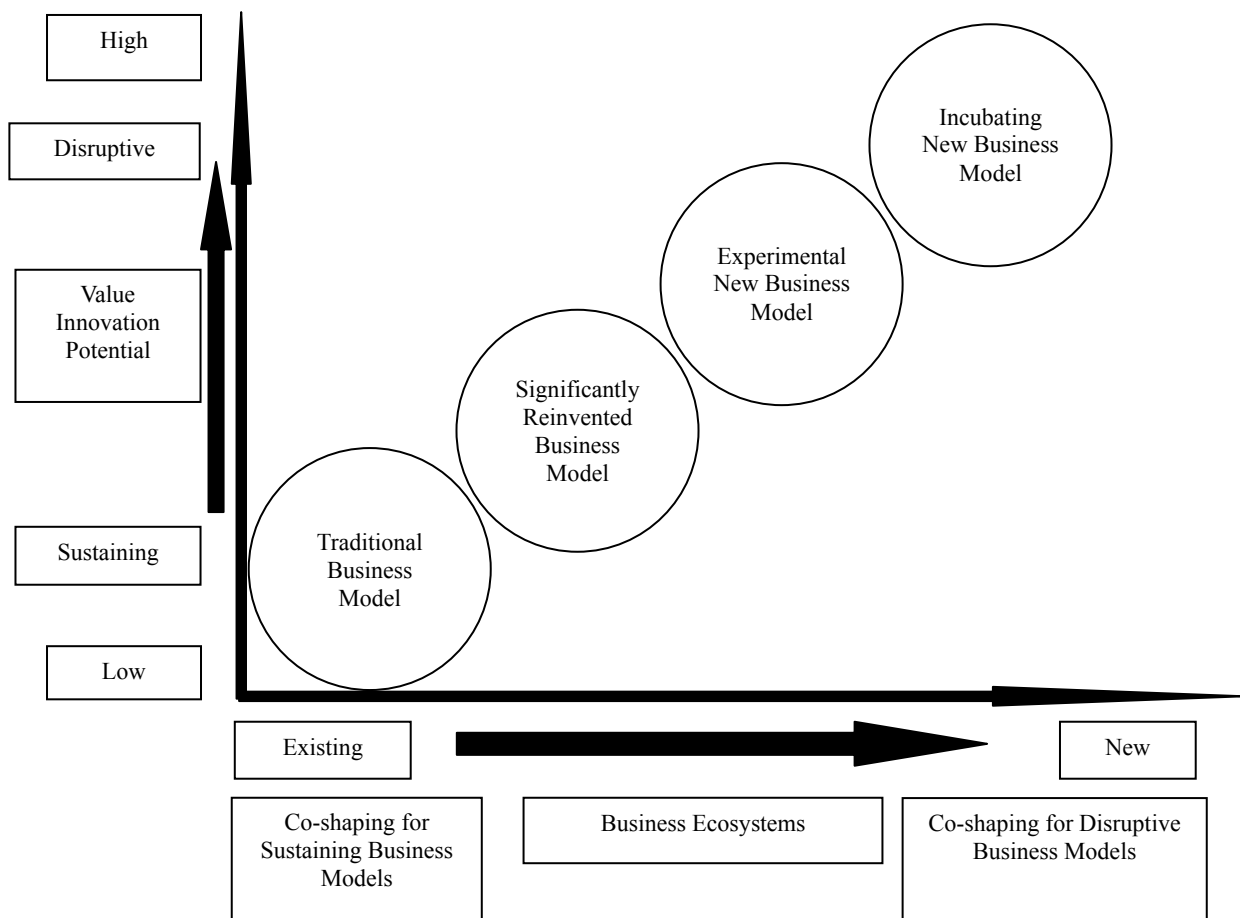 High
Disruptive
Value
Innovation
Potential
Sustaining
Low
Incubating
New Business
Model
Experimental
New Business
Model
Significantly
Reinvented
Business
Model
Traditional
Business
Model
Existing
New
Co-shaping for
Sustaining Business
Models
Business Ecosystems
Co-shaping for Disruptive
Business Models